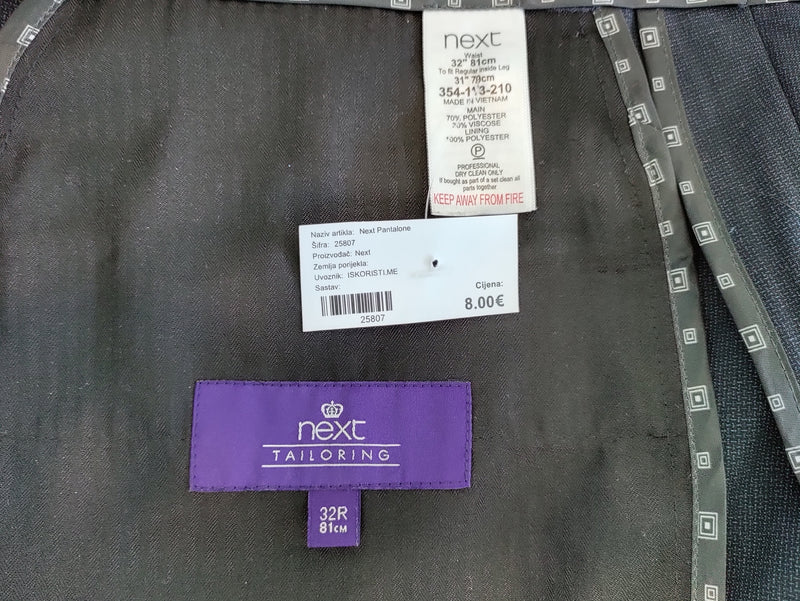 next
Waist
32" 81cm
To fit Regular Inside Leg
31" 79cm
354-113-210
MADE IN VIETNAM
MAIN
70% POLYESTER
30% VISCOSE
LINING
100% POLYESTER
P
PROFESSIONAL
DRY CLEAN ONLY
If bought as part of a set clean all
parts together
KEEP AWAY FROM FIRE
Naziv artikla: Next Pantalone
Šifra: 25807
Proizvođač: Next
Zemlja porijekla:
Uvoznik: ISKORISTI.ME
Sastav:
Cijena:
8.00€
25807
next
TAILORING
32R
81CM